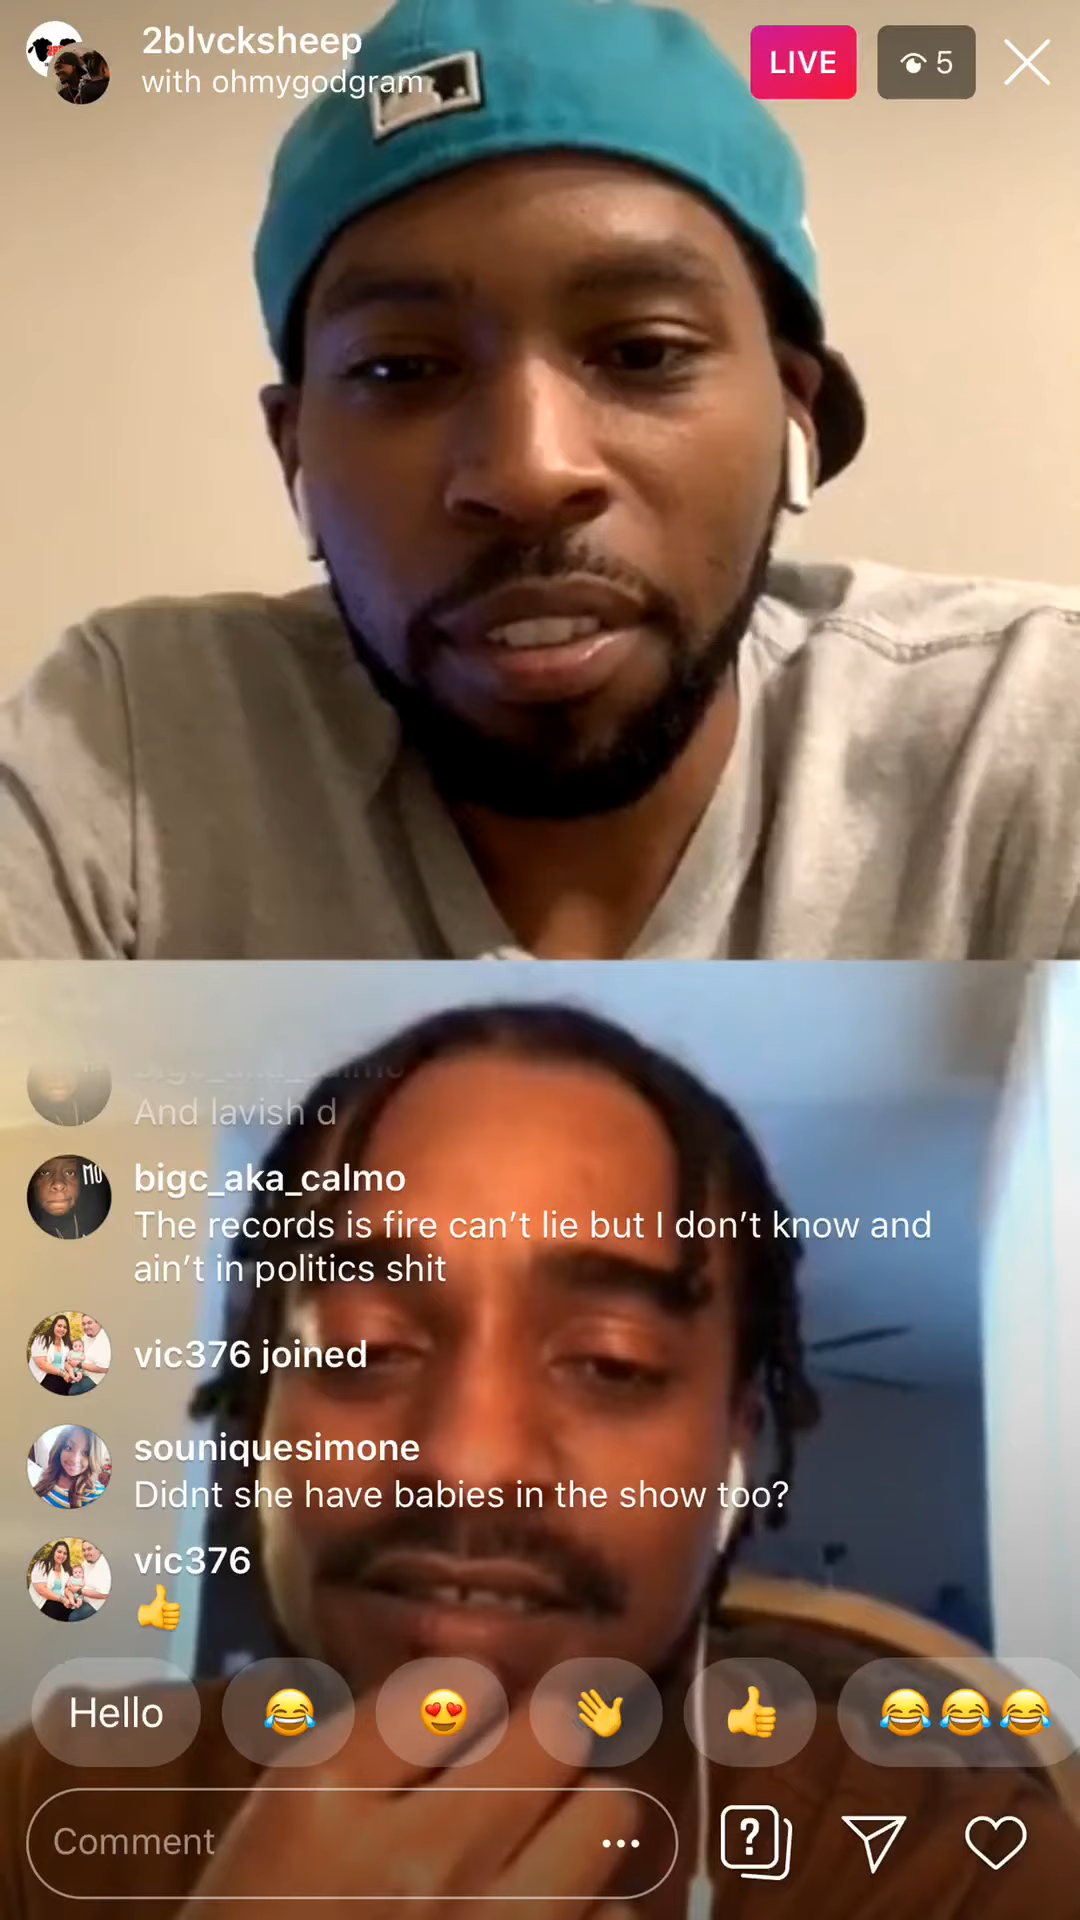 2blvcksheep
with ohmygodgram
LIVE
5
And lavish d
bigc_aka_calmo
The records is fire can't lie but I don't know and
ain't in politics shit
vic376 joined
souniquesimone
Didnt she have babies in the show too?
vic376
👍
Hello
😂
😍
👋
👍
😂😂😂
Comment